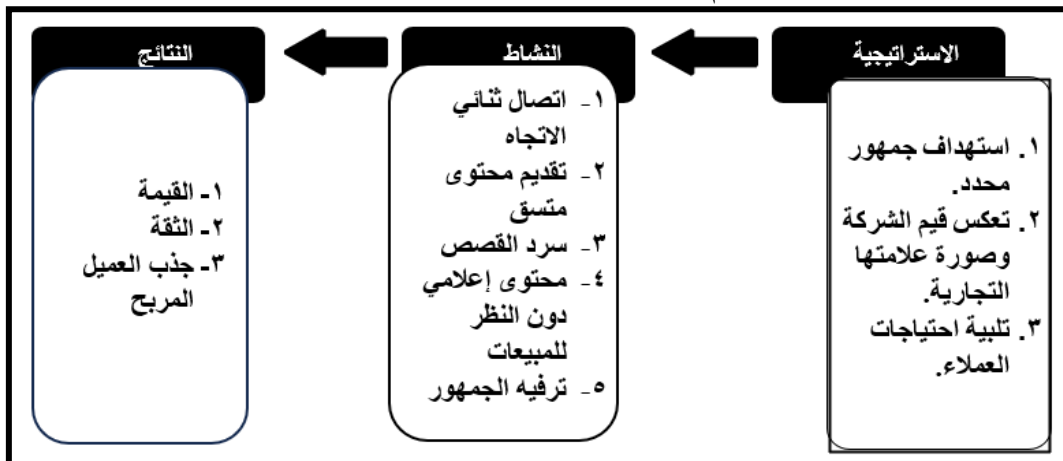 الاستراتيجية
١. استهداف جمهور
محدد.
٢. تعكس قيم الشركة
وصورة علامتها
التجارية.
٣. تلبية احتياجات
العملاء.
النشاط
١- اتصال ثنائي
الاتجاه
٢- تقديم محتوى
متسق
٣- سرد القصص
٤- محتوى إعلامي
دون النظر
للمبيعات
٥- ترفيه الجمهور
النتائج
١- القيمة
٢- الثقة
٣- جذب العميل
المربح